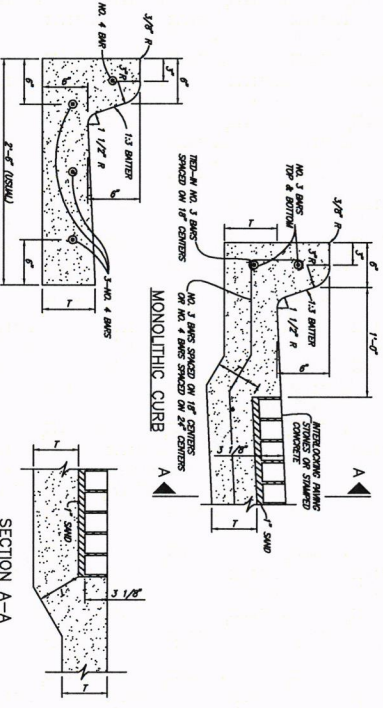 3/8" R
6"
3"
NO. 4 BAR
3"R
1:3 BATTER
1 1/2" R
6"
6"
6"
6"
T
3-NO. 4 BARS
2'-6" (USUAL)
3/8" R
6"
1'-0"
3"
NO. 3 BARS
TOP & BOTTOM
3"R
1:3 BATTER
1 1/2" R
6"
T
TIED-IN NO. 3 BARS
SPACED ON 18" CENTERS
INTERLOCKING PAVING
STONES OR STAMPED
CONCRETE
A
A
3 1/8"
1" SAND
T
NO. 3 BARS SPACED ON 18" CENTERS
OR NO. 4 BARS SPACED ON 24" CENTERS
MONOLITHIC CURB
T
1" SAND
T
3 1/8"
T
SECTION A-A